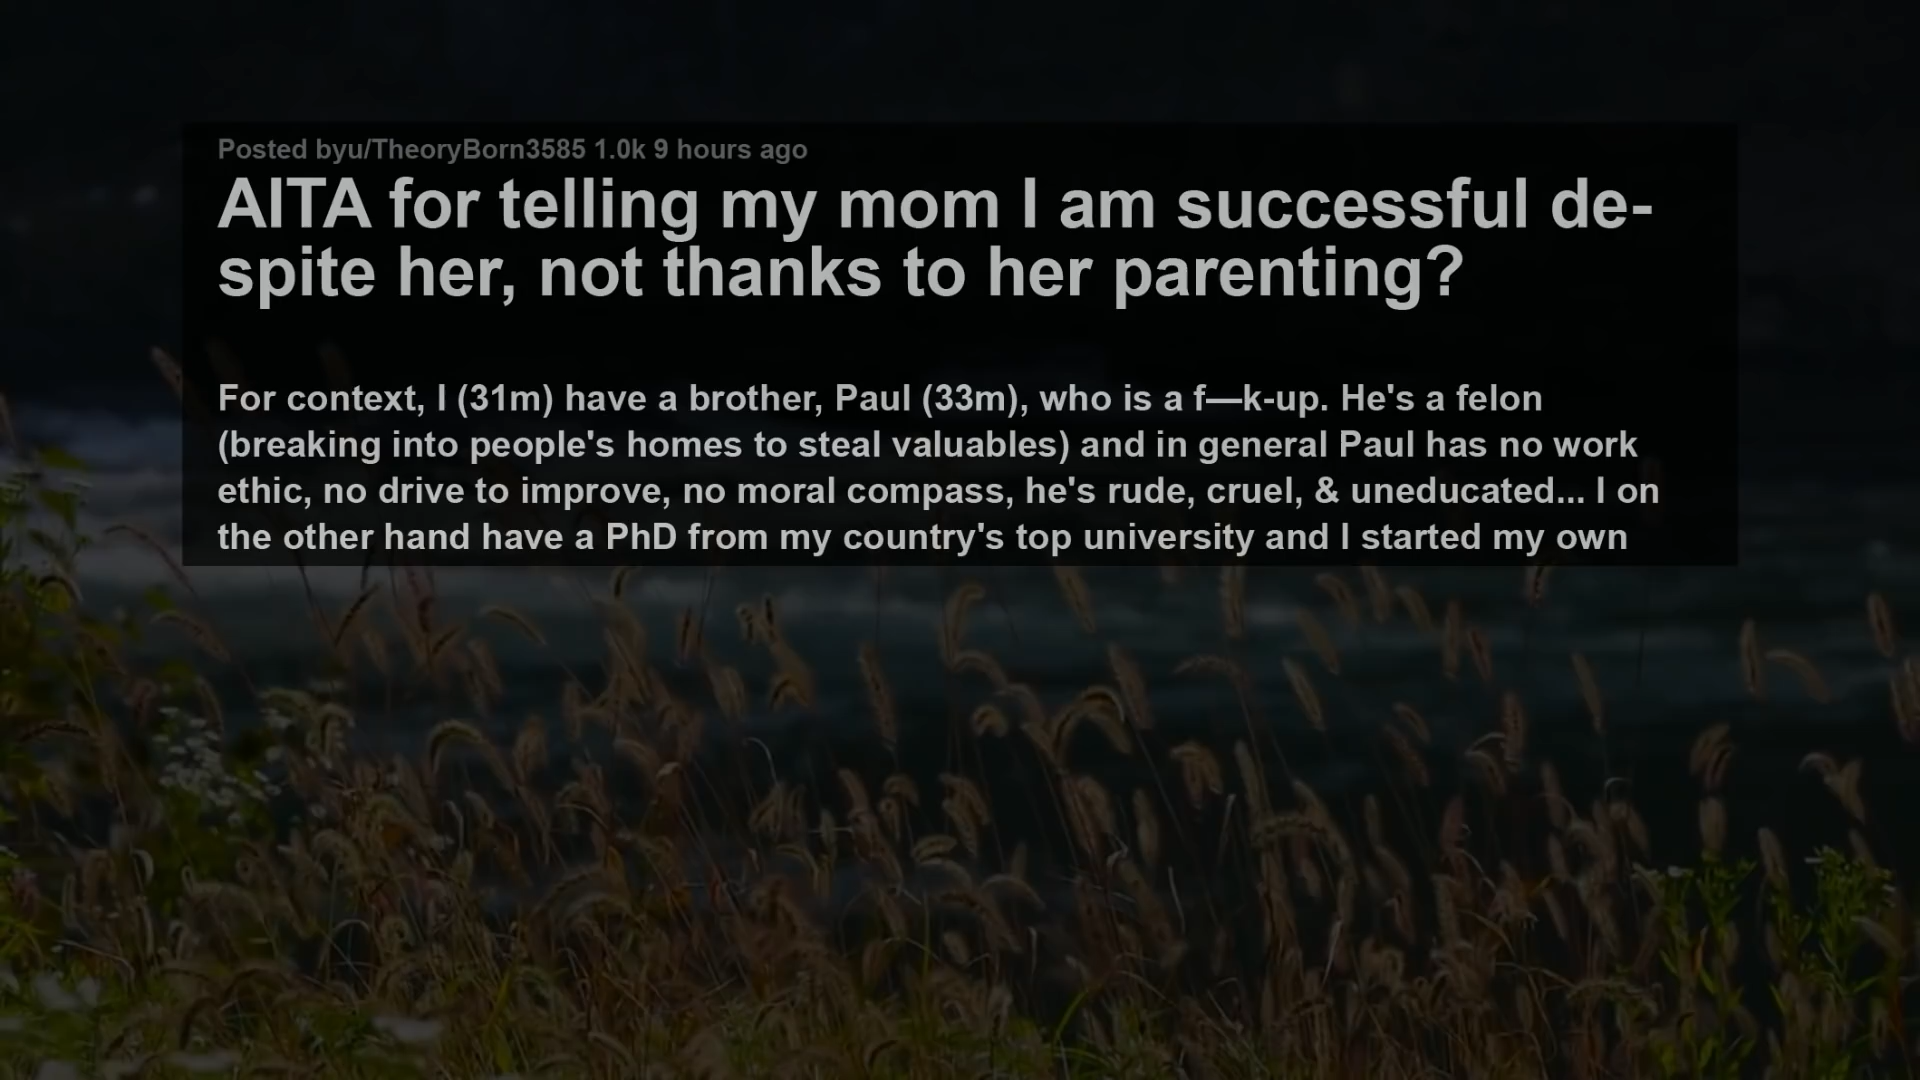 Posted byu/TheoryBorn3585 1.0k 9 hours ago
AITA for telling my mom I am successful de-
spite her, not thanks to her parenting?
For context, I (31m) have a brother, Paul (33m), who is a f—k-up. He's a felon
(breaking into people's homes to steal valuables) and in general Paul has no work
ethic, no drive to improve, no moral compass, he's rude, cruel, & uneducated... I on
the other hand have a PhD from my country's top university and I started my own